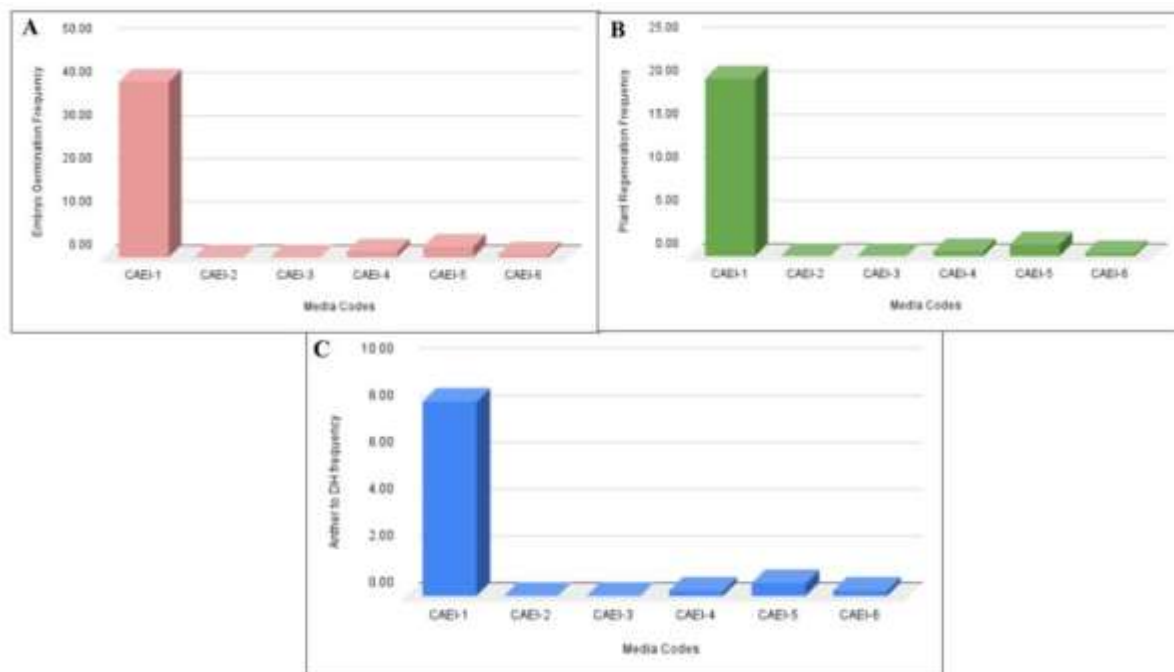 A
50.00
40.00
30.00
20.00
10.00
0.00
Embryo Germination Frequency
CAEI-1 CAEI-2 CAEI-3 CAEI-4 CAEI-5 CAEI-6
Media Codes
B
25.00
20.00
15.00
10.00
5.00
0.00
Plant Regeneration Frequency
CAEI-1 CAEI-2 CAEI-3 CAEI-4 CAEI-5 CAEI-6
Media Codes
C
10.00
8.00
6.00
4.00
2.00
0.00
Anther to DH frequency
CAEI-1 CAEI-2 CAEI-3 CAEI-4 CAEI-5 CAEI-6
Media Codes